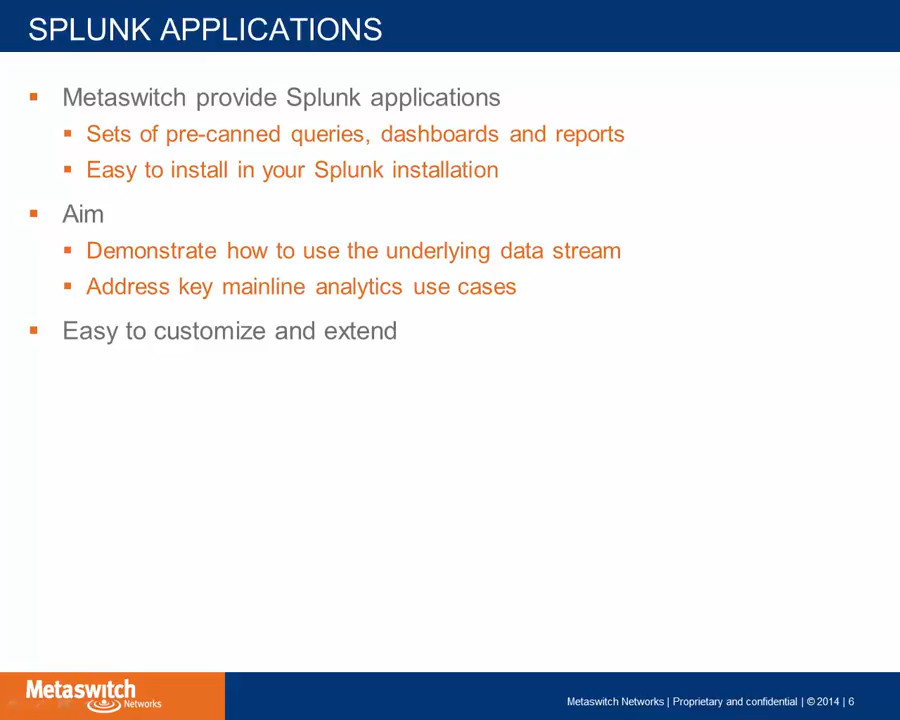 SPLUNK APPLICATIONS
Metaswitch provide Splunk applications
Sets of pre-canned queries, dashboards and reports
Easy to install in your Splunk installation
Aim
Demonstrate how to use the underlying data stream
Address key mainline analytics use cases
Easy to customize and extend
Metaswitch
Networks
Metaswitch Networks | Proprietary and confidential | © 2014 | 6